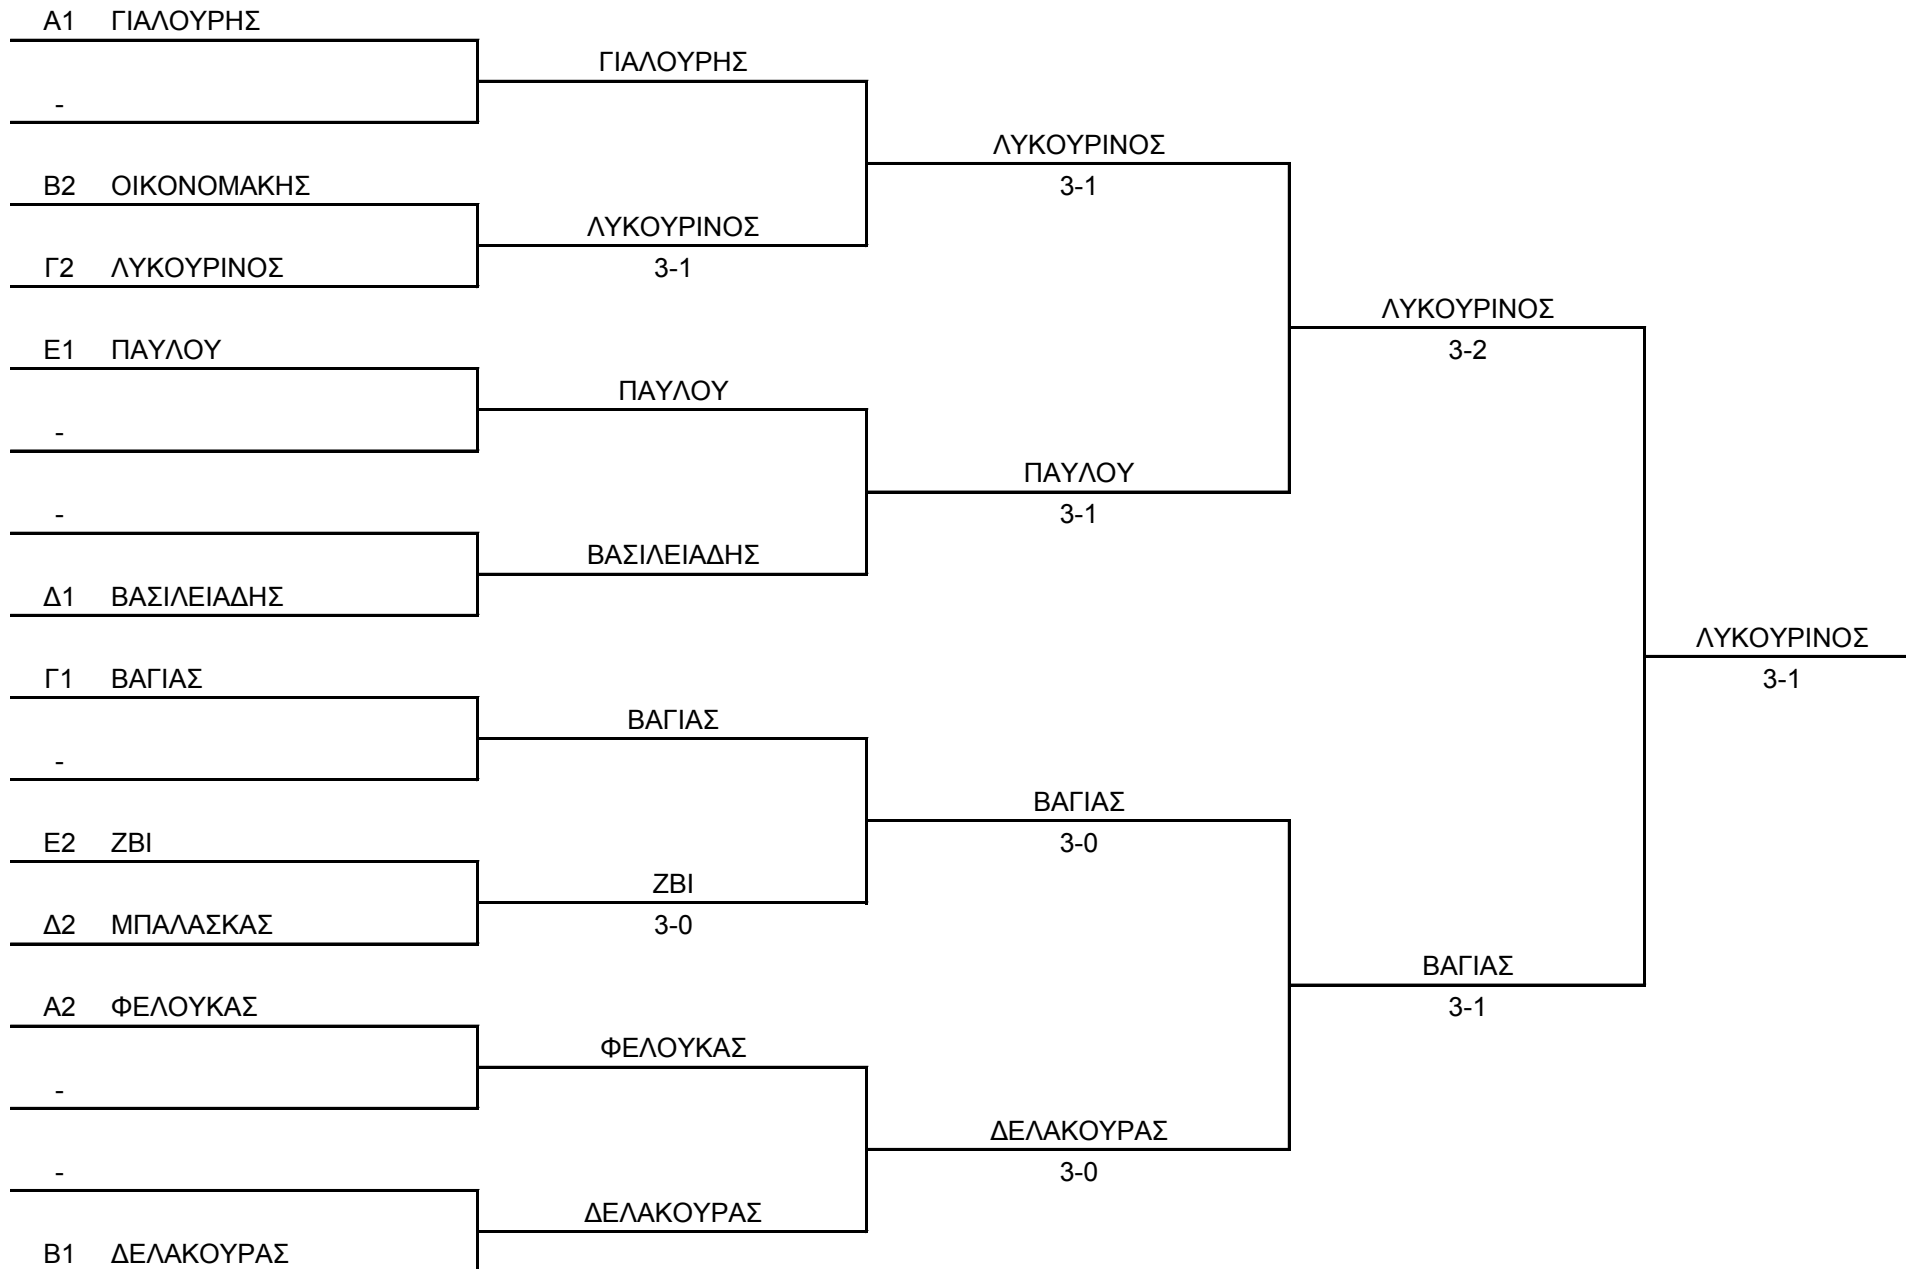 Α1 ΓΙΑΛΟΥΡΗΣ
ΓΙΑΛΟΥΡΗΣ
-
ΛΥΚΟΥΡΙΝΟΣ
Β2 ΟΙΚΟΝΟΜΑΚΗΣ
3-1
ΛΥΚΟΥΡΙΝΟΣ
Γ2 ΛΥΚΟΥΡΙΝΟΣ
3-1
ΛΥΚΟΥΡΙΝΟΣ
Ε1 ΠΑΥΛΟΥ
3-2
ΠΑΥΛΟΥ
-
ΠΑΥΛΟΥ
-
3-1
ΒΑΣΙΛΕΙΑΔΗΣ
Δ1 ΒΑΣΙΛΕΙΑΔΗΣ
ΛΥΚΟΥΡΙΝΟΣ
Γ1 ΒΑΓΙΑΣ
3-1
ΒΑΓΙΑΣ
-
ΒΑΓΙΑΣ
Ε2 ΖΒΙ
3-0
ΖΒΙ
Δ2 ΜΠΑΛΑΣΚΑΣ
3-0
ΒΑΓΙΑΣ
Α2 ΦΕΛΟΥΚΑΣ
3-1
ΦΕΛΟΥΚΑΣ
-
ΔΕΛΑΚΟΥΡΑΣ
-
3-0
ΔΕΛΑΚΟΥΡΑΣ
Β1 ΔΕΛΑΚΟΥΡΑΣ